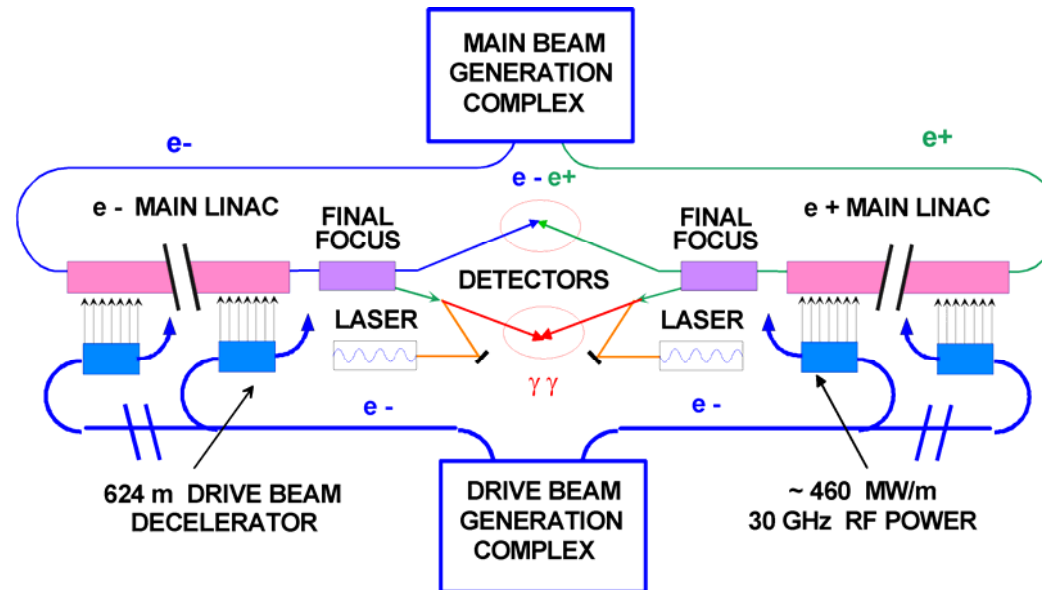 MAIN BEAM
GENERATION
COMPLEX
e-
e+
e - e+
e - MAIN LINAC
FINAL
FOCUS
FINAL
FOCUS
e + MAIN LINAC
DETECTORS
LASER
LASER
γ γ
e -
e -
624 m DRIVE BEAM
DECELERATOR
DRIVE BEAM
GENERATION
COMPLEX
~ 460 MW/m
30 GHz RF POWER